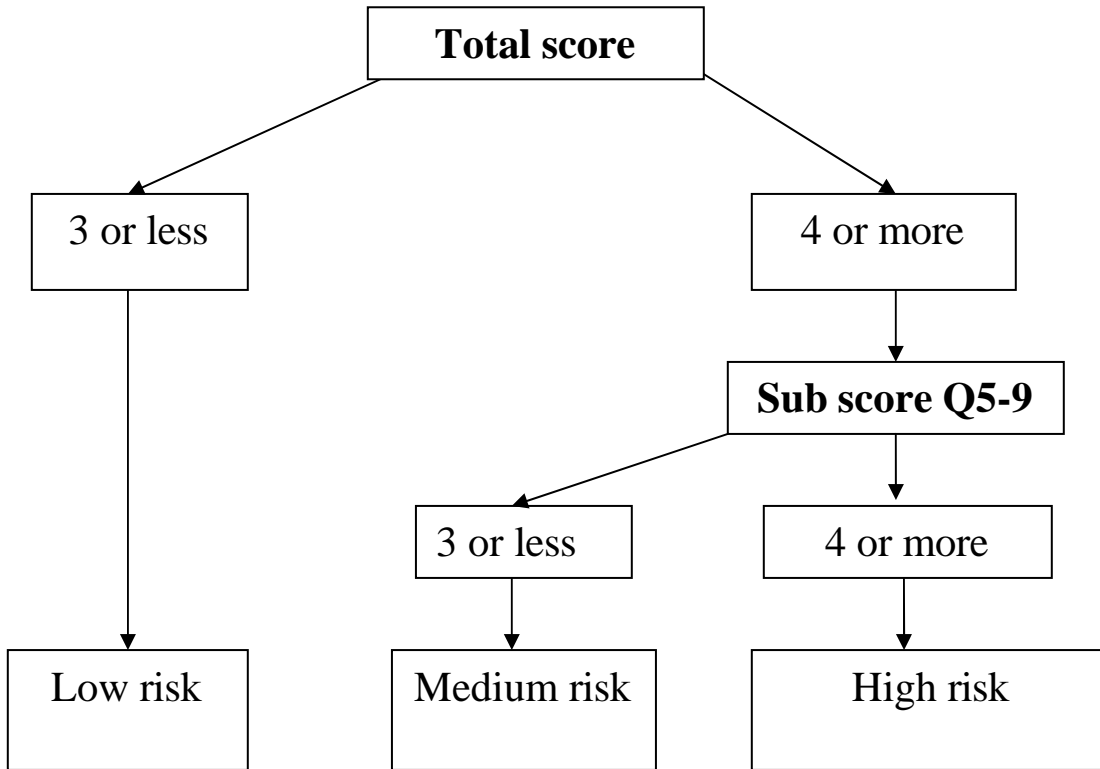 Total score
3 or less
4 or more
Sub score Q5-9
3 or less
4 or more
Low risk
Medium risk
High risk